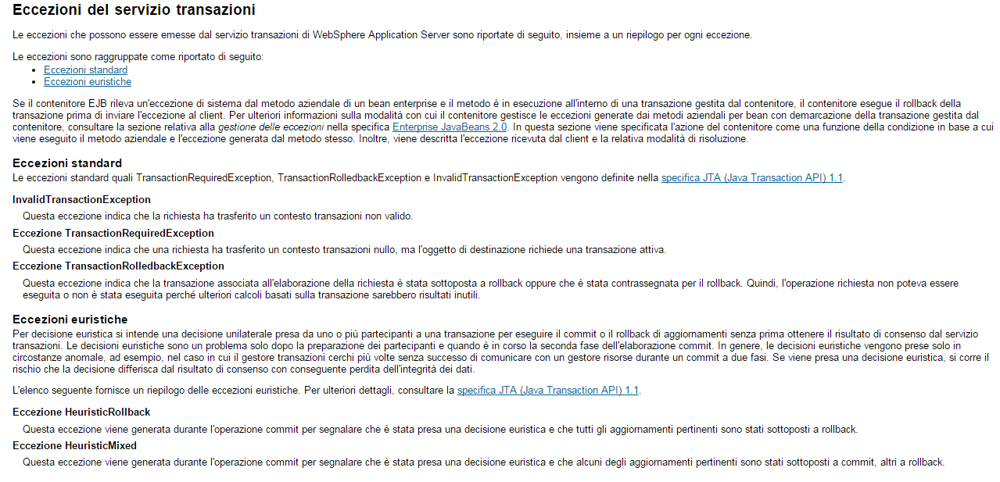 Eccezioni del servizio transazioni
Le eccezioni che possono essere emesse dal servizio transazioni di WebSphere Application Server sono riportate di seguito, insieme a un riepilogo per ogni eccezione.
Le eccezioni sono raggruppate come riportato di seguito:
• Eccezioni standard
• Eccezioni euristiche
Se il contenitore EJB rileva un'eccezione di sistema dal metodo aziendale di un bean enterprise e il metodo è in esecuzione all'interno di una transazione gestita dal contenitore, il contenitore esegue il rollback della
transazione prima di inviare l'eccezione al client. Per ulteriori informazioni sulla modalità con cui il contenitore gestisce le eccezioni generate dai metodi aziendali per bean con demarcazione della transazione gestita dal
contenitore, consultare la sezione relativa alla gestione delle eccezioni nella specifica Enterprise JavaBeans 2.0. In questa sezione viene specificata l'azione del contenitore come una funzione della condizione in base a cui
viene eseguito il metodo aziendale e l'eccezione generata dal metodo stesso. Inoltre, viene descritta l'eccezione ricevuta dal client e la relativa modalità di risoluzione.
Eccezioni standard
Le eccezioni standard quali TransactionRequiredException, TransactionRolledbackException e InvalidTransactionException vengono definite nella specifica JTA (Java Transaction API) 1.1.
InvalidTransactionException
Questa eccezione indica che la richiesta ha trasferito un contesto transazioni non valido.
Eccezione TransactionRequiredException
Questa eccezione indica che una richiesta ha trasferito un contesto transazioni nullo, ma l'oggetto di destinazione richiede una transazione attiva.
Eccezione TransactionRolledbackException
Questa eccezione indica che la transazione associata all'elaborazione della richiesta è stata sottoposta a rollback oppure che è stata contrassegnata per il rollback. Quindi, l'operazione richiesta non poteva essere
eseguita o non è stata eseguita perché ulteriori calcoli basati sulla transazione sarebbero risultati inutili.
Eccezioni euristiche
Per decisione euristica si intende una decisione unilaterale presa da uno o più partecipanti a una transazione per eseguire il commit o il rollback di aggiornamenti senza prima ottenere il risultato di consenso dal servizio
transazioni. Le decisioni euristiche sono un problema solo dopo la preparazione dei partecipanti e quando è in corso la seconda fase dell'elaborazione commit. In genere, le decisioni euristiche vengono prese solo in
circostanze anomale, ad esempio, nel caso in cui il gestore transazioni cerchi più volte senza successo di comunicare con un gestore risorse durante un commit a due fasi. Se viene presa una decisione euristica, si corre il
rischio che la decisione differisca dal risultato di consenso con conseguente perdita dell'integrità dei dati.
L'elenco seguente fornisce un riepilogo delle eccezioni euristiche. Per ulteriori dettagli, consultare la specifica JTA (Java Transaction API) 1.1.
Eccezione HeuristicRollback
Questa eccezione viene generata durante l'operazione commit per segnalare che è stata presa una decisione euristica e che tutti gli aggiornamenti pertinenti sono stati sottoposti a rollback.
Eccezione HeuristicMixed
Questa eccezione viene generata durante l'operazione commit per segnalare che è stata presa una decisione euristica e che alcuni degli aggiornamenti pertinenti sono stati sottoposti a commit, altri a rollback.